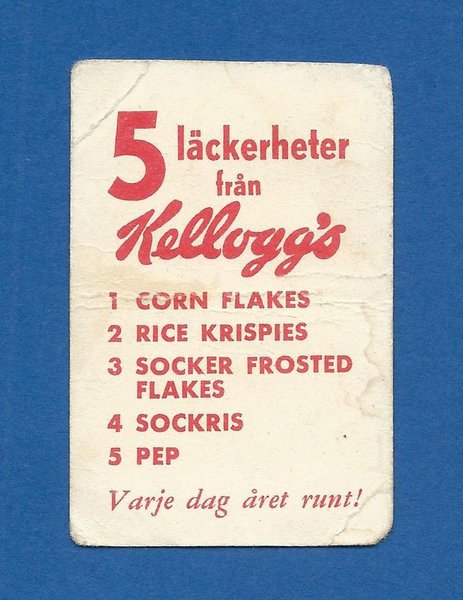 5 läckerheter
från
Kellogg's
1 CORN FLAKES
2 RICE KRISPIES
3 SOCKER FROSTED
FLAKES
4 SOCKRIS
5 PEP
Varje dag året runt!